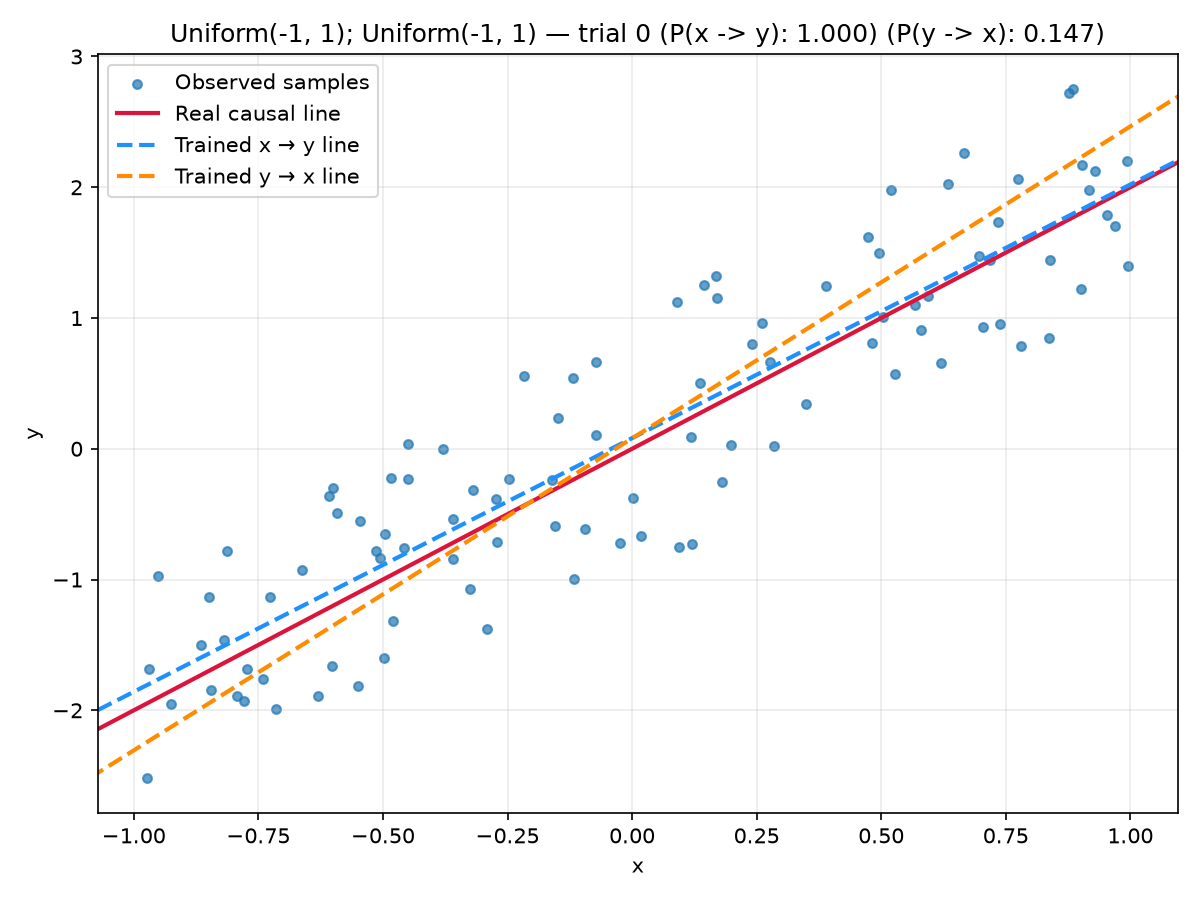 Uniform(-1, 1); Uniform(-1, 1) — trial 0 (P(x -> y): 1.000) (P(y -> x): 0.147)
Observed samples
Real causal line
Trained x → y line
Trained y → x line
3
2
1
0
−1
−2
y
−1.00 −0.75 −0.50 −0.25 0.00 0.25 0.50 0.75 1.00
x